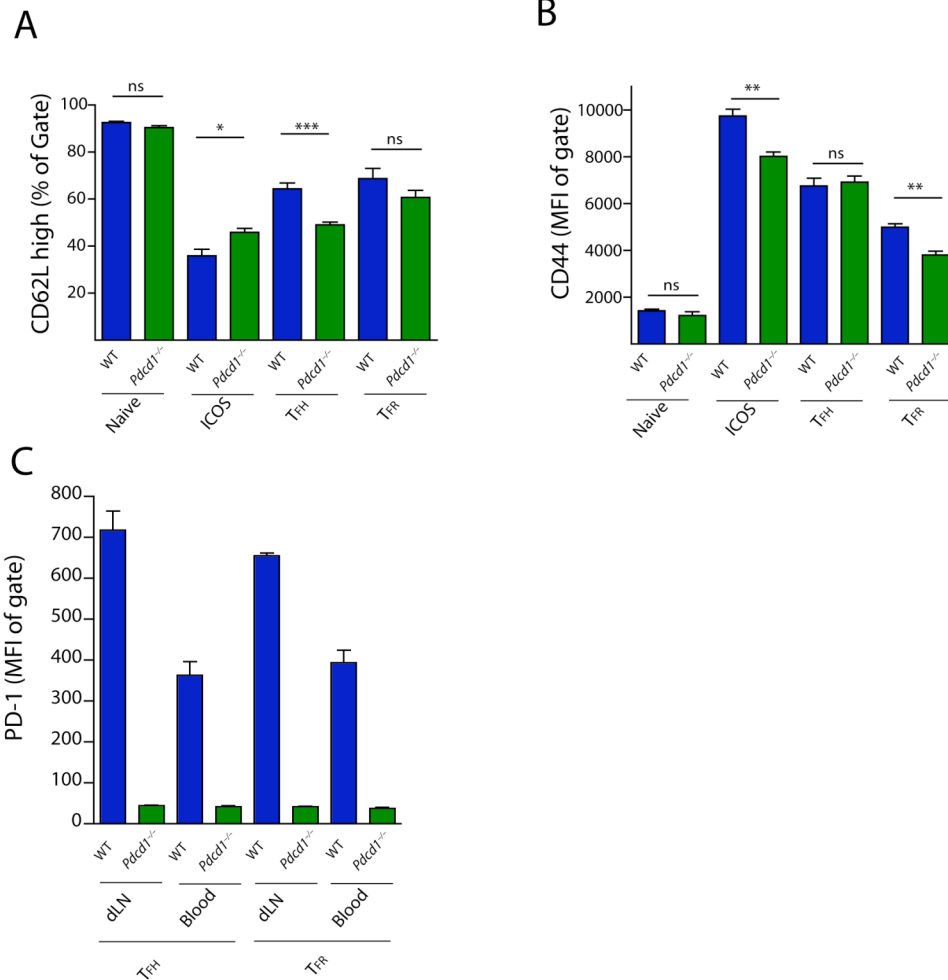 A
CD62L high (% of Gate)
100
80
60
40
20
ns
*
***
ns
WT
Pdcd1-/-
WT
Pdcd1-/-
WT
Pdcd1-/-
WT
Pdcd1-/-
Naive
ICOS
TFH
TFR
B
CD44 (MFI of gate)
10000
8000
6000
4000
2000
ns
**
ns
**
WT
Pdcd1-/-
WT
Pdcd1-/-
WT
Pdcd1-/-
WT
Pdcd1-/-
Naive
ICOS
TFH
TFR
C
PD-1 (MFI of gate)
800
700
600
500
400
300
200
100
0
WT
Pdcd1-/-
WT
Pdcd1-/-
WT
Pdcd1-/-
WT
Pdcd1-/-
dLN
Blood
dLN
Blood
TFH
TFR